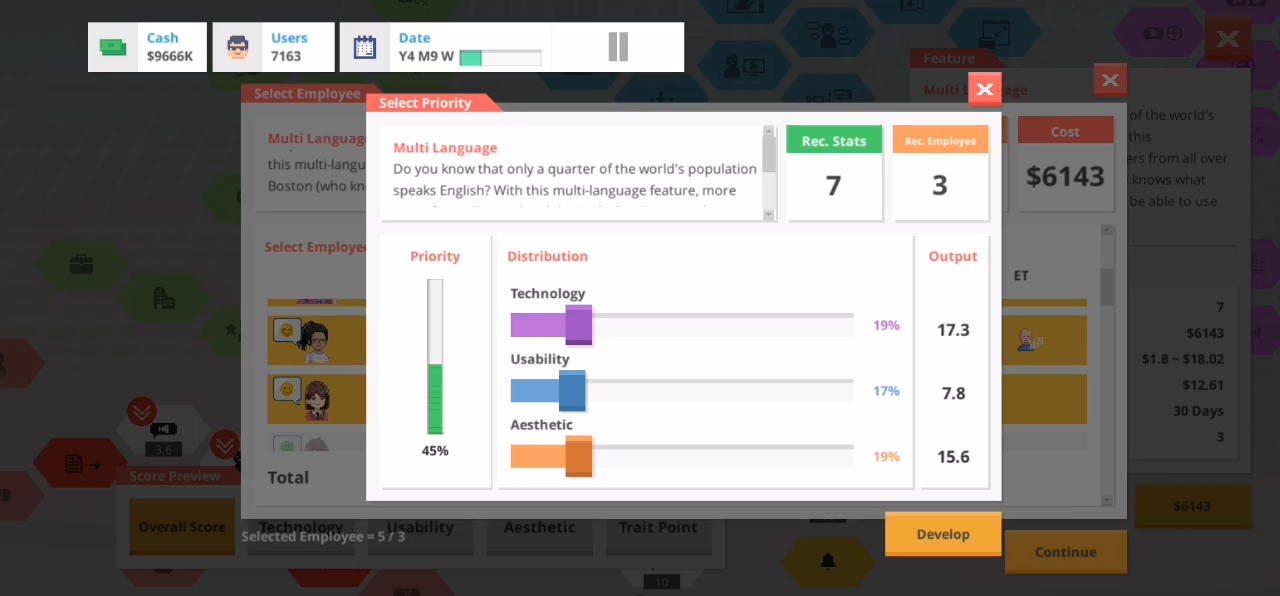 Cash
$9666K
Users
7163
Date
Y4 M9 W
Feature
Multi Language
Select Employee
Select Priority
Multi Language
this multi-langu
Boston (who kn
Multi Language
Do you know that only a quarter of the world's population
speaks English? With this multi-language feature, more
Rec. Stats
7
Rec. Employee
3
Cost
$6143
of the world's
this
ers from all over
knows what
be able to use
Select Employee
Priority
45%
Distribution
Technology
19%
Usability
17%
Aesthetic
19%
Output
17.3
7.8
15.6
ET
7
$6143
$1.8 ~ $18.02
$12.61
30 Days
3
3.6
Total
Score Preview
Overall Score
Technology
Usability
Aesthetic
Trait Point
Selected Employee = 5 / 3
$6143
Develop
Continue
10